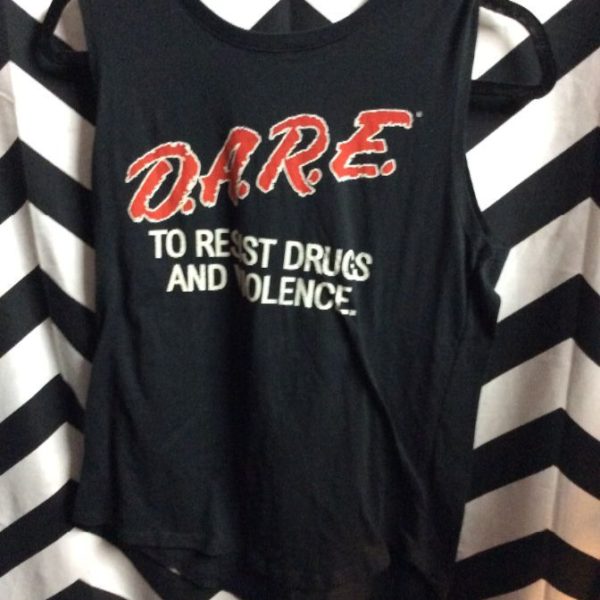 D.A.R.E.®
TO RESIST DRUGS
AND VIOLENCE.